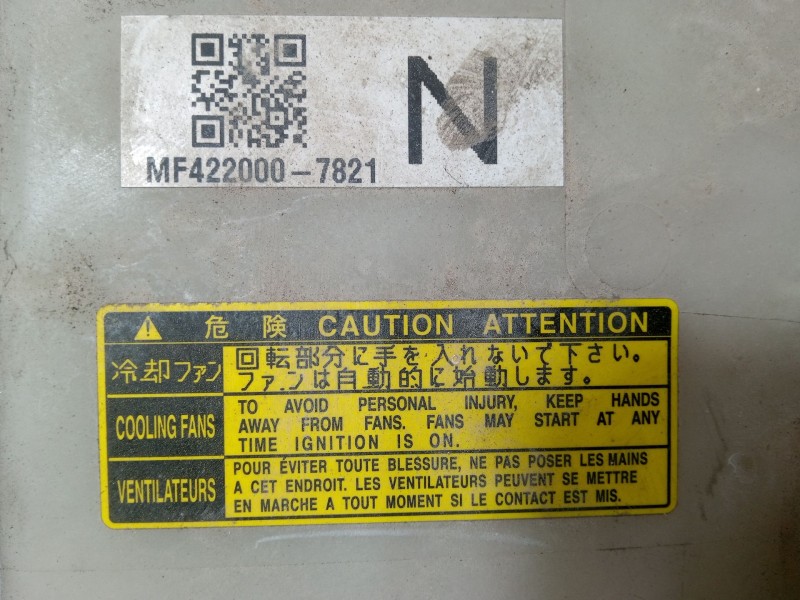 N
MF422000-7821
危険 CAUTION ATTENTION
冷却ファン
回転部分に手を入れないで下さい。
ファンは自動的に始動します。
COOLING FANS
TO AVOID PERSONAL INJURY, KEEP HANDS
AWAY FROM FANS. FANS MAY START AT ANY
TIME IGNITION IS ON.
VENTILATEURS
POUR ÉVITER TOUTE BLESSURE, NE PAS POSER LES MAINS
A CET ENDROIT. LES VENTILATEURS PEUVENT SE METTRE
EN MARCHE A TOUT MOMENT SI LE CONTACT EST MIS.